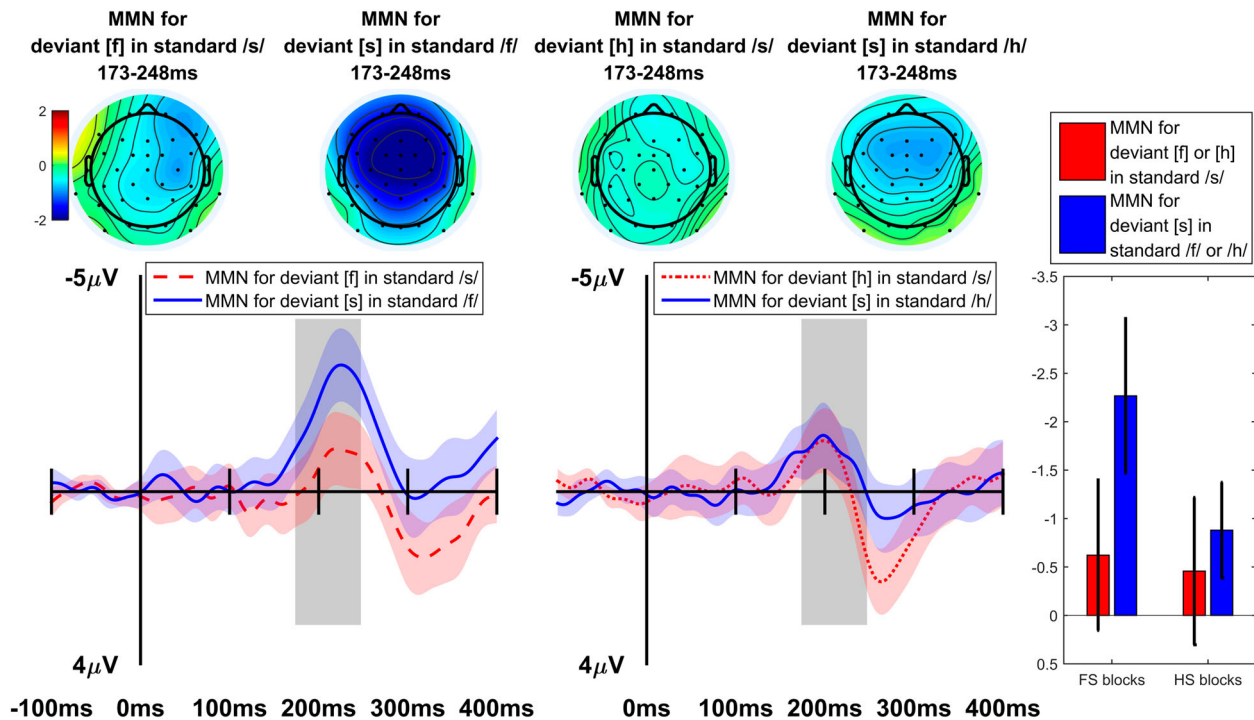 MMN for
deviant [f] in standard /s/
173-248ms
MMN for
deviant [s] in standard /f/
173-248ms
MMN for
deviant [h] in standard /s/
173-248ms
MMN for
deviant [s] in standard /h/
173-248ms
2
0
-2
MMN for
deviant [f] or [h]
in standard /s/
MMN for
deviant [s] in
standard /f/ or /h/
-5μV
MMN for deviant [f] in standard /s/
MMN for deviant [s] in standard /f/
4μV
-100ms
0ms
100ms
200ms
300ms
400ms
-5μV
MMN for deviant [h] in standard /s/
MMN for deviant [s] in standard /h/
4μV
0ms
100ms
200ms
300ms
400ms
-3.5
-3
-2.5
-2
-1.5
-1
-0.5
0
0.5
FS blocks
HS blocks